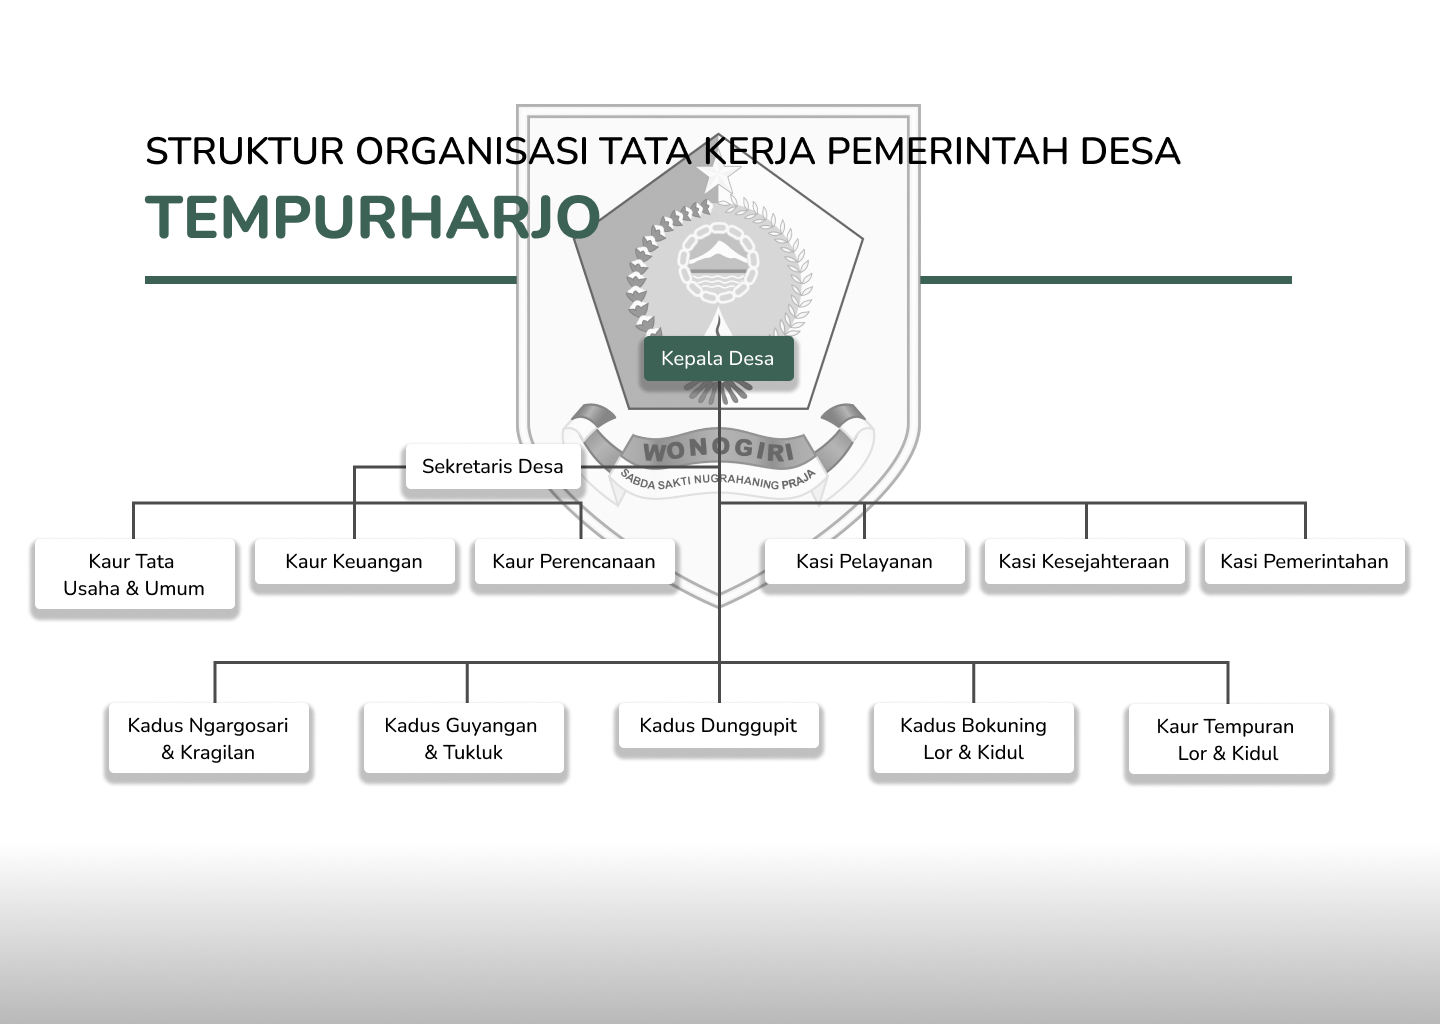 STRUKTUR ORGANISASI TATA KERJA PEMERINTAH DESA
TEMPURHARJO
Kepala Desa
WONOGIRI
SABDA SAKTI NUGRAHANING PRAJA
Sekretaris Desa
Kaur Tata
Usaha & Umum
Kaur Keuangan
Kaur Perencanaan
Kasi Pelayanan
Kasi Kesejahteraan
Kasi Pemerintahan
Kadus Ngargosari
& Kragilan
Kadus Guyangan
& Tukluk
Kadus Dunggupit
Kadus Bokuning
Lor & Kidul
Kaur Tempuran
Lor & Kidul